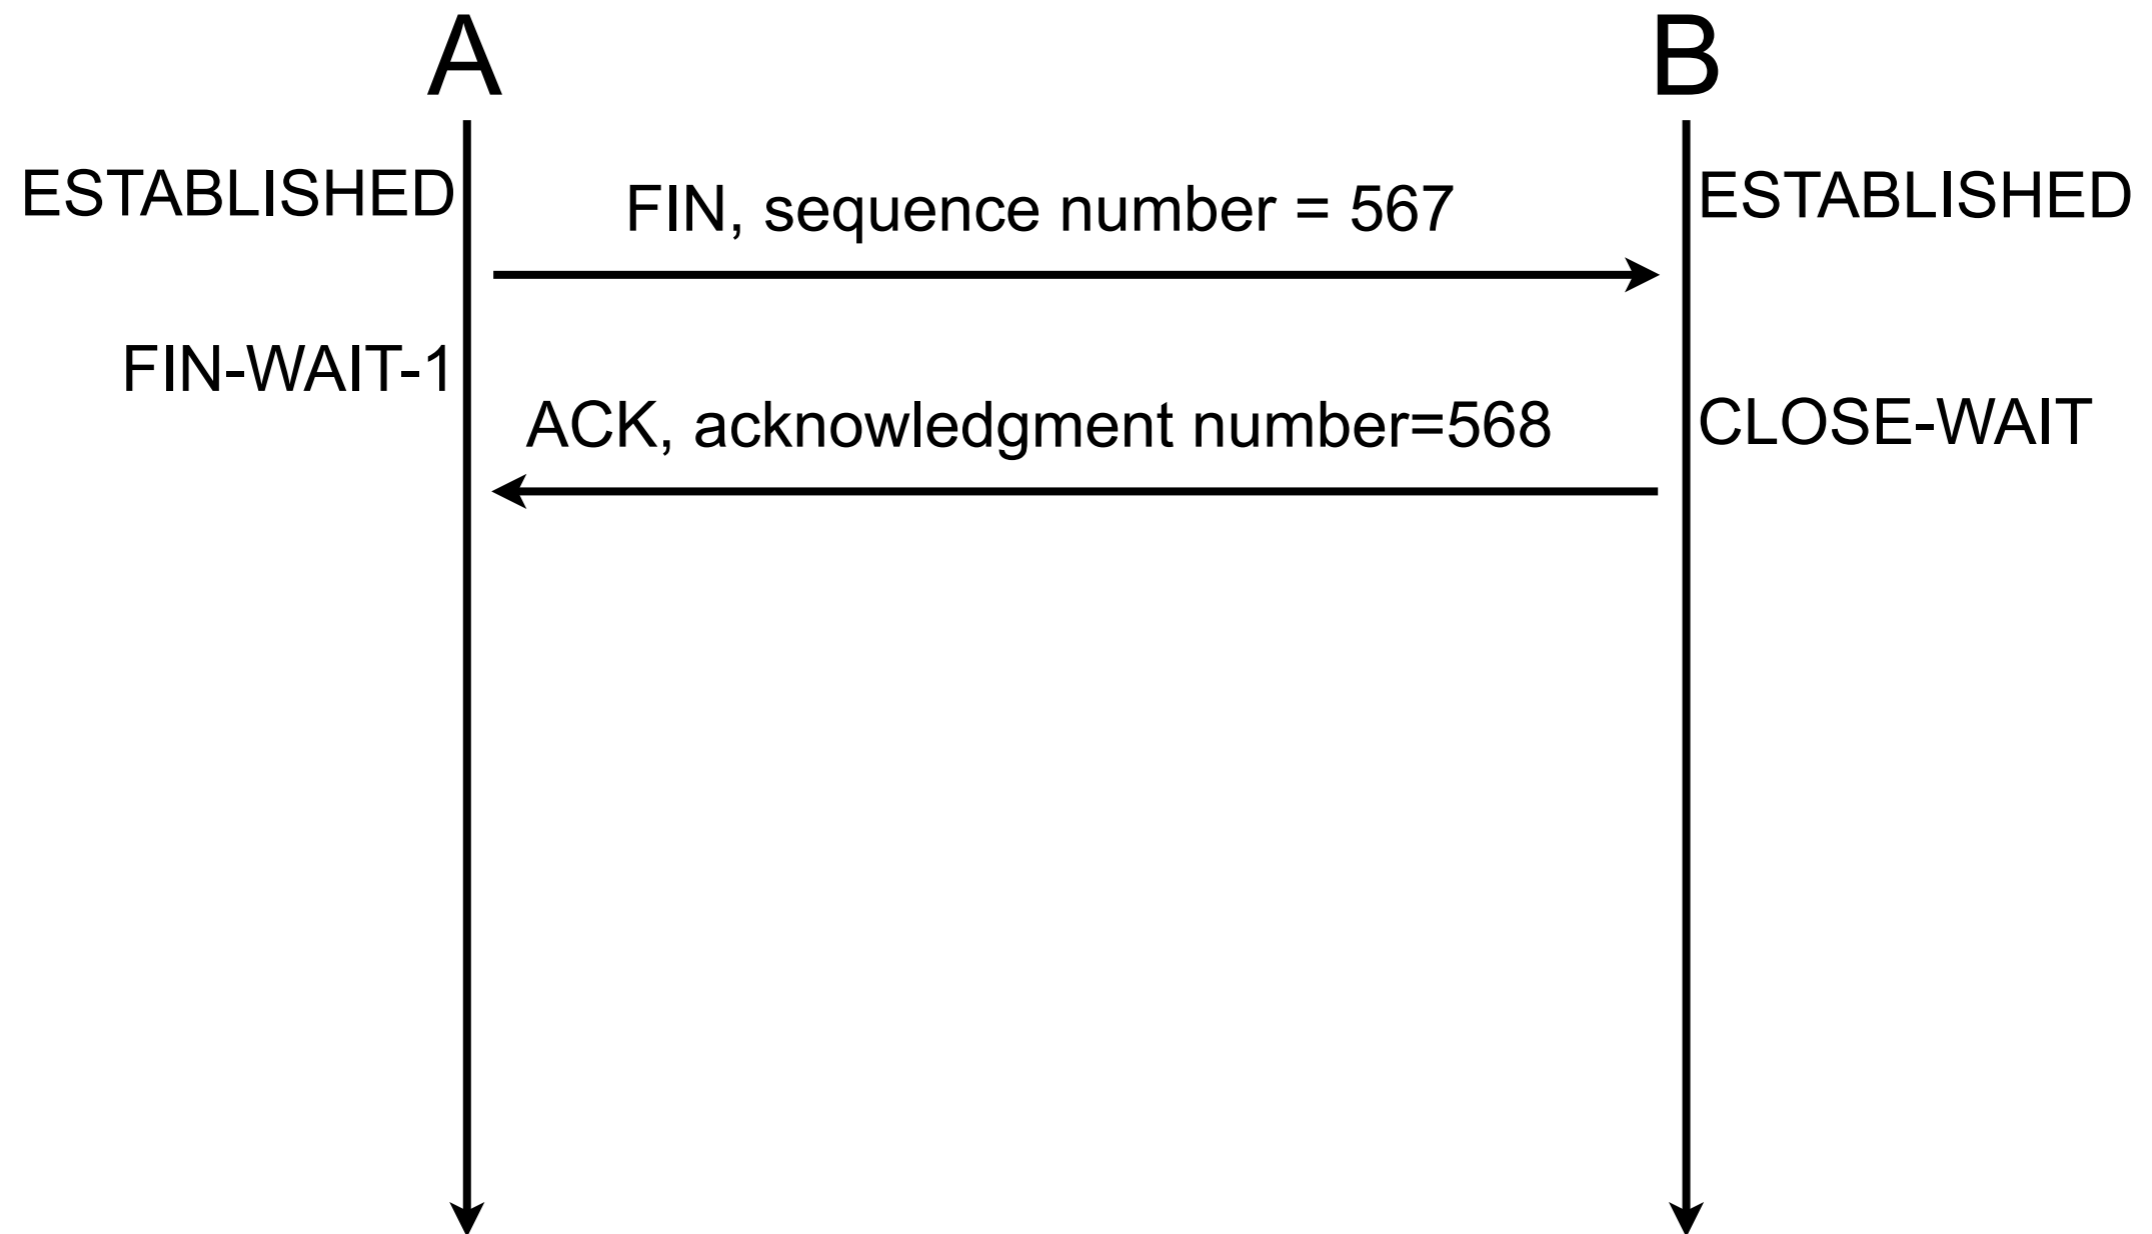 A
B
ESTABLISHED
FIN, sequence number = 567
ESTABLISHED
FIN-WAIT-1
ACK, acknowledgment number=568
CLOSE-WAIT